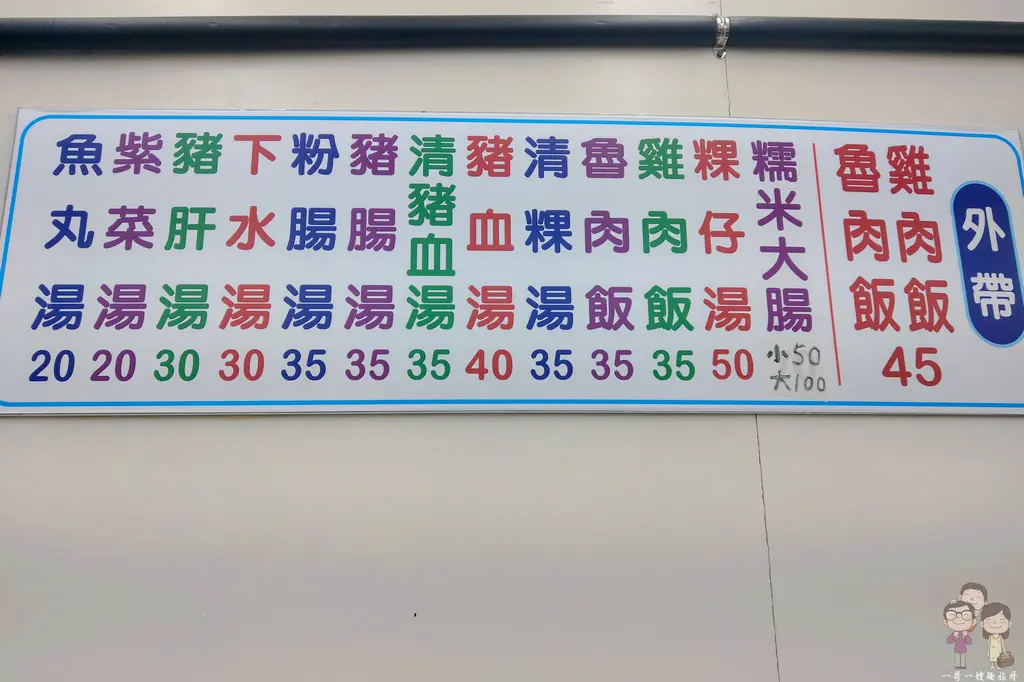 外帶
雞肉飯
魯肉飯
45
糯米大腸
小50
大100
粿仔湯
50
雞肉飯
35
魯肉飯
35
清粿湯
35
豬血湯
40
清豬血湯
35
豬腸湯
35
粉腸湯
35
下水湯
30
豬肝湯
30
紫菜湯
20
魚丸湯
20